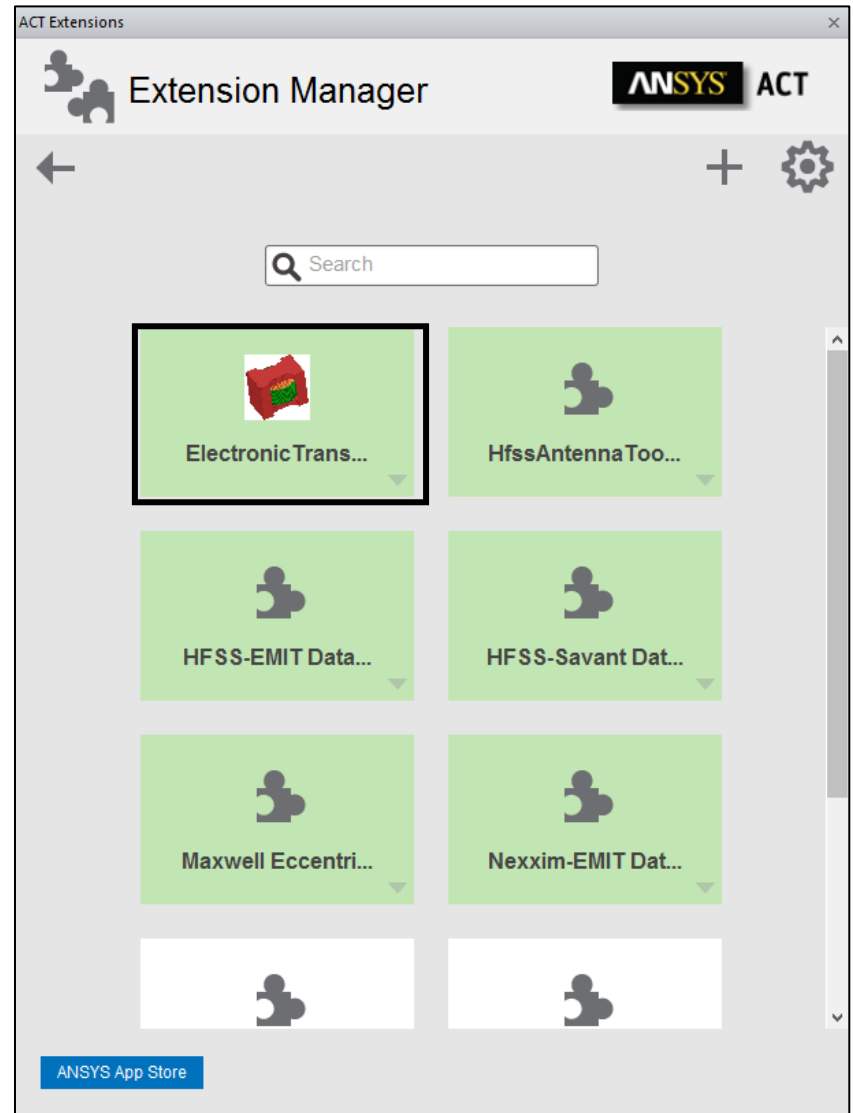 ACT Extensions
Extension Manager
ANSYS ACT
Search
ElectronicTrans...
HfssAntennaToo...
HFSS-EMIT Data...
HFSS-Savant Dat...
Maxwell Eccentri...
Nexxim-EMIT Dat...
ANSYS App Store